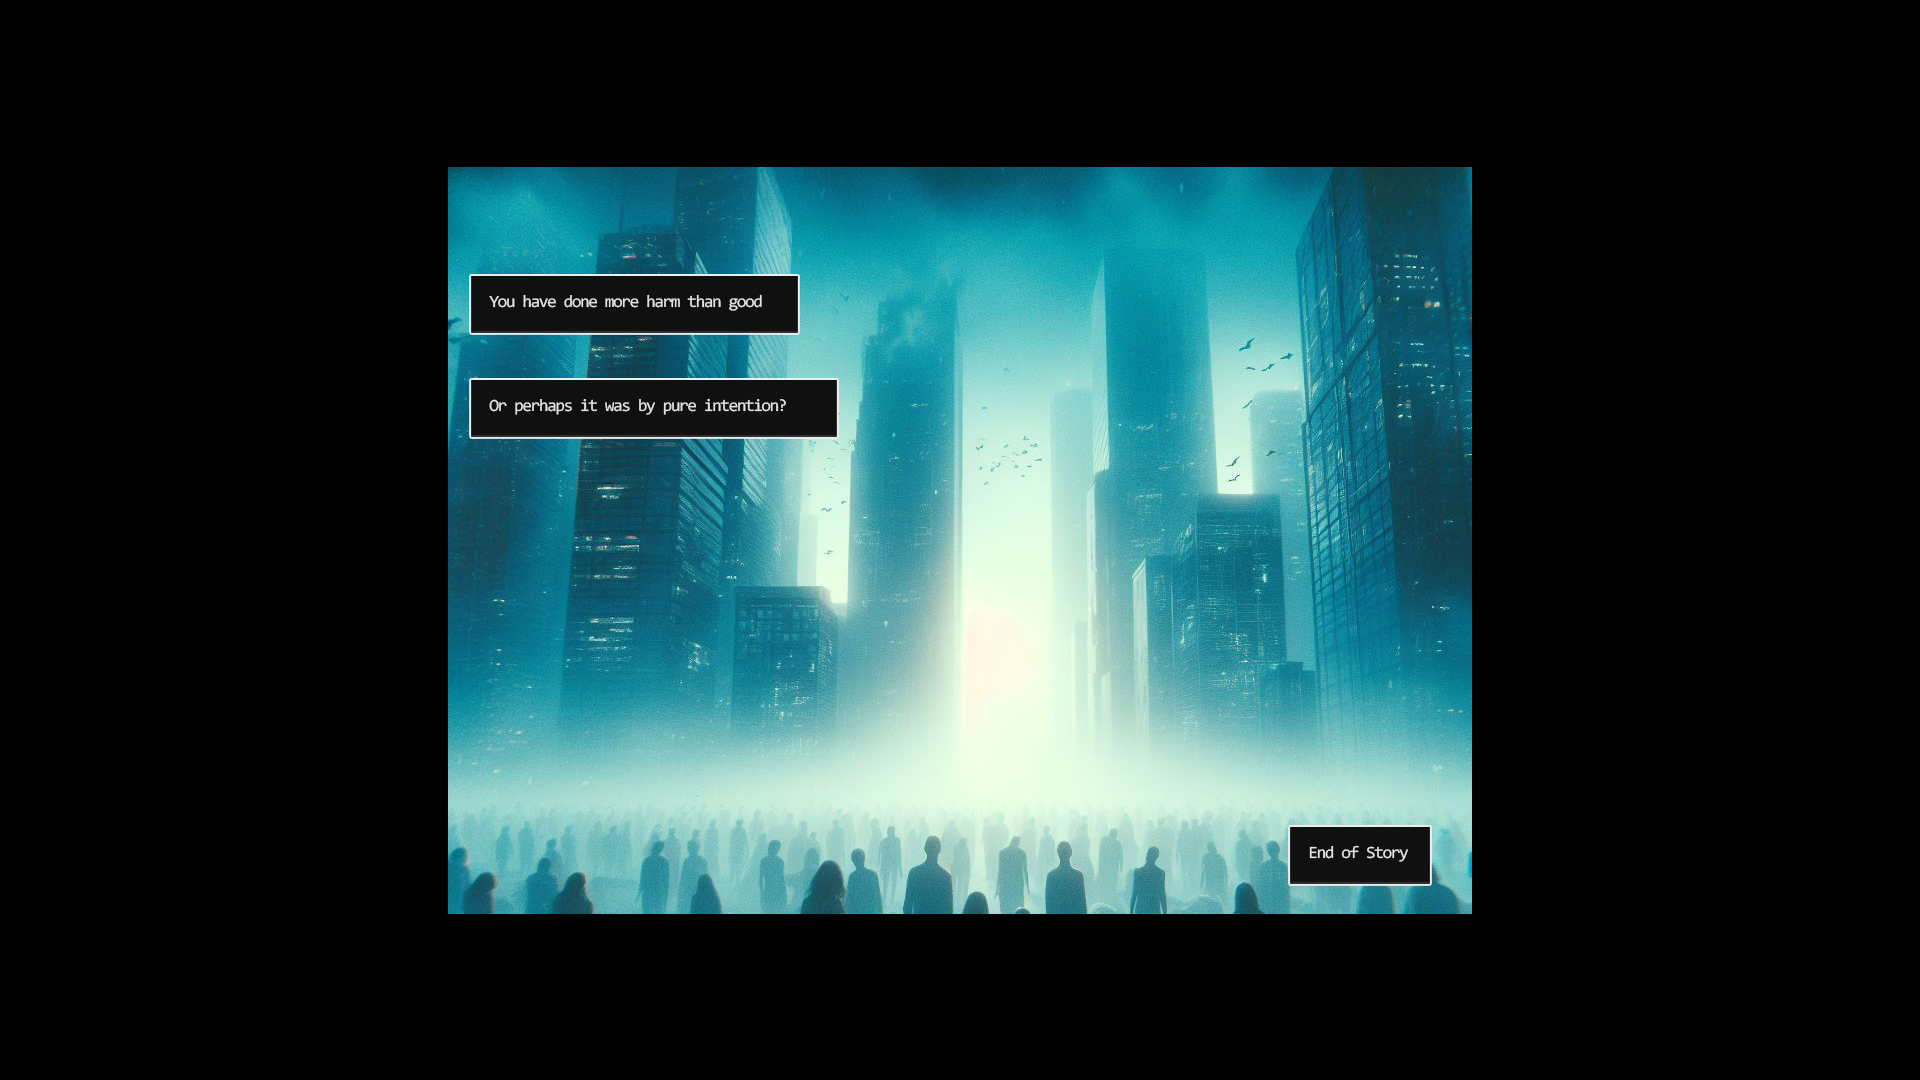 You have done more harm than good
Or perhaps it was by pure intention?
End of Story